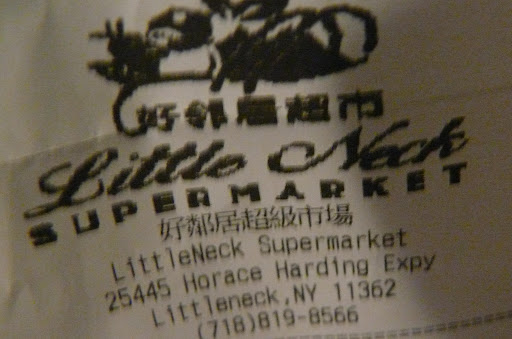 好邻居超市
Little Neck
SUPERMARKET
好鄰居超級市場
LittleNeck Supermarket
25445 Horace Harding Expy
Littleneck,NY 11362
(718)819-8566